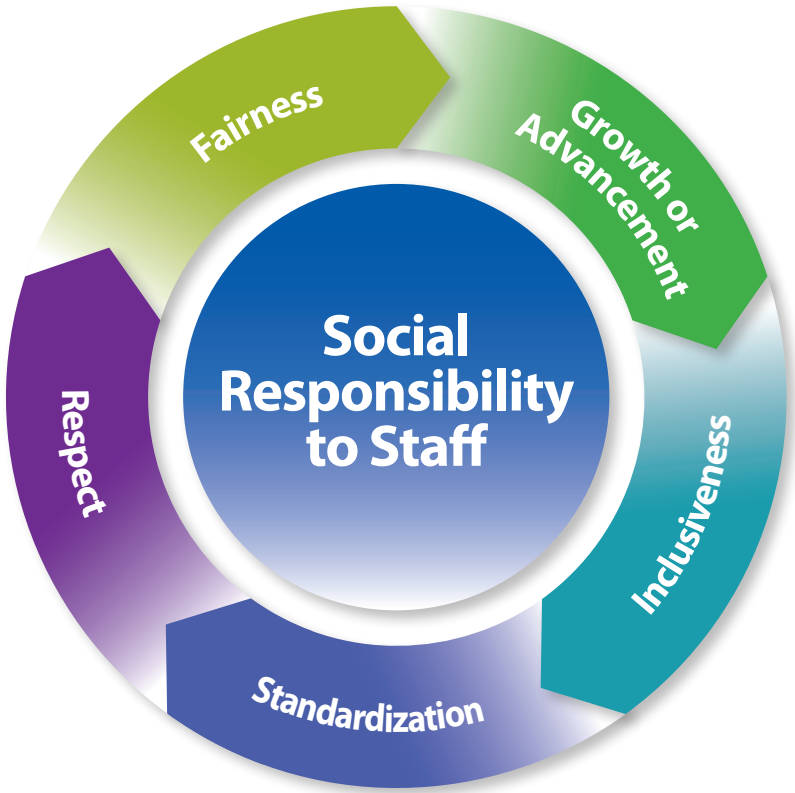 Social
Responsibility
to Staff
Fairness
Growth or
Advancement
Inclusiveness
Standardization
Respect